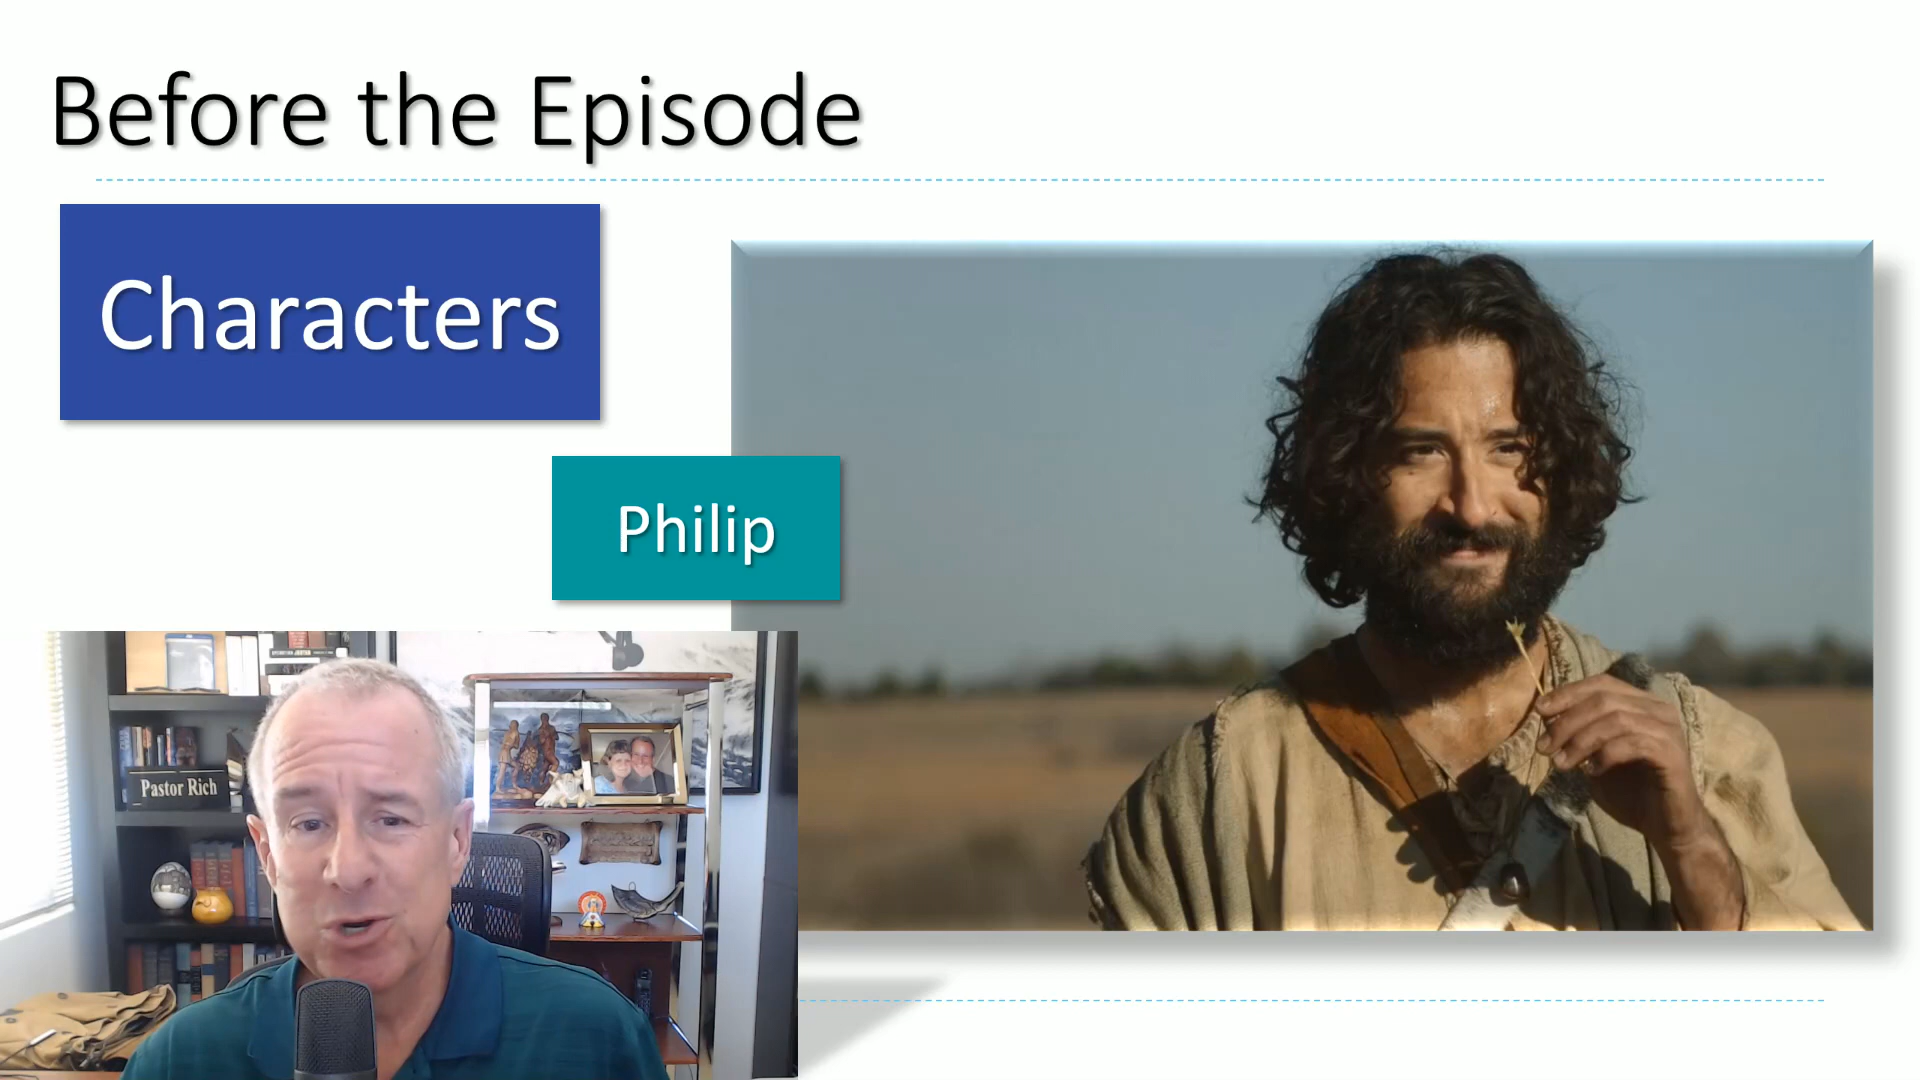 Before the Episode
Characters
Philip
Pastor Rich